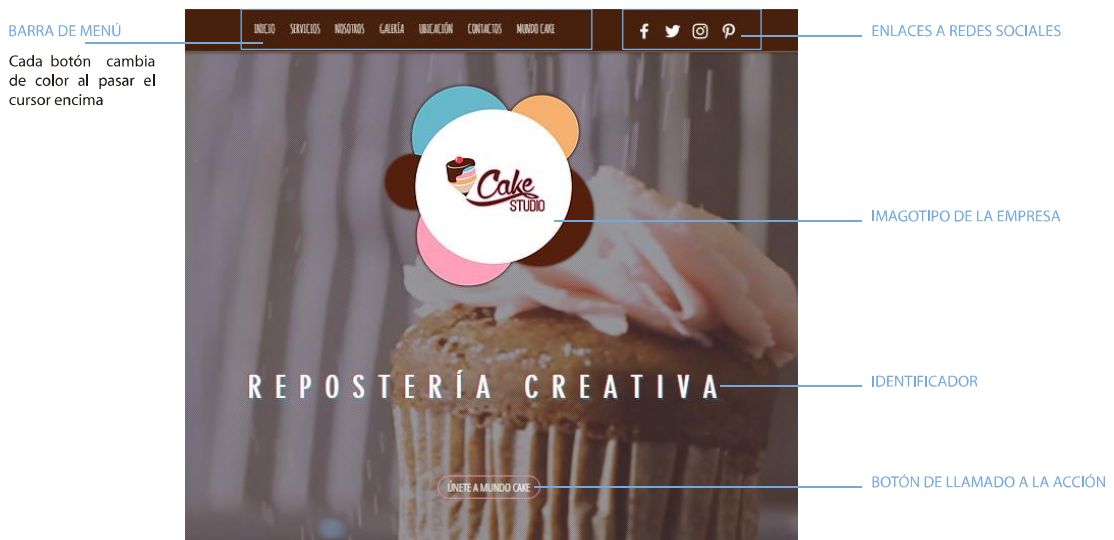 BARRA DE MENÚ
Cada botón cambia
de color al pasar el
cursor encima
INICIO SERVICIOS NOSOTROS GALERÍA UBICACIÓN CONTACTOS MUNDO CAKE
ENLACES A REDES SOCIALES
Cake
STUDIO
IMAGOTIPO DE LA EMPRESA
REPOSTERÍA CREATIVA
IDENTIFICADOR
ÚNETE A MUNDO CAKE
BOTÓN DE LLAMADO A LA ACCIÓN